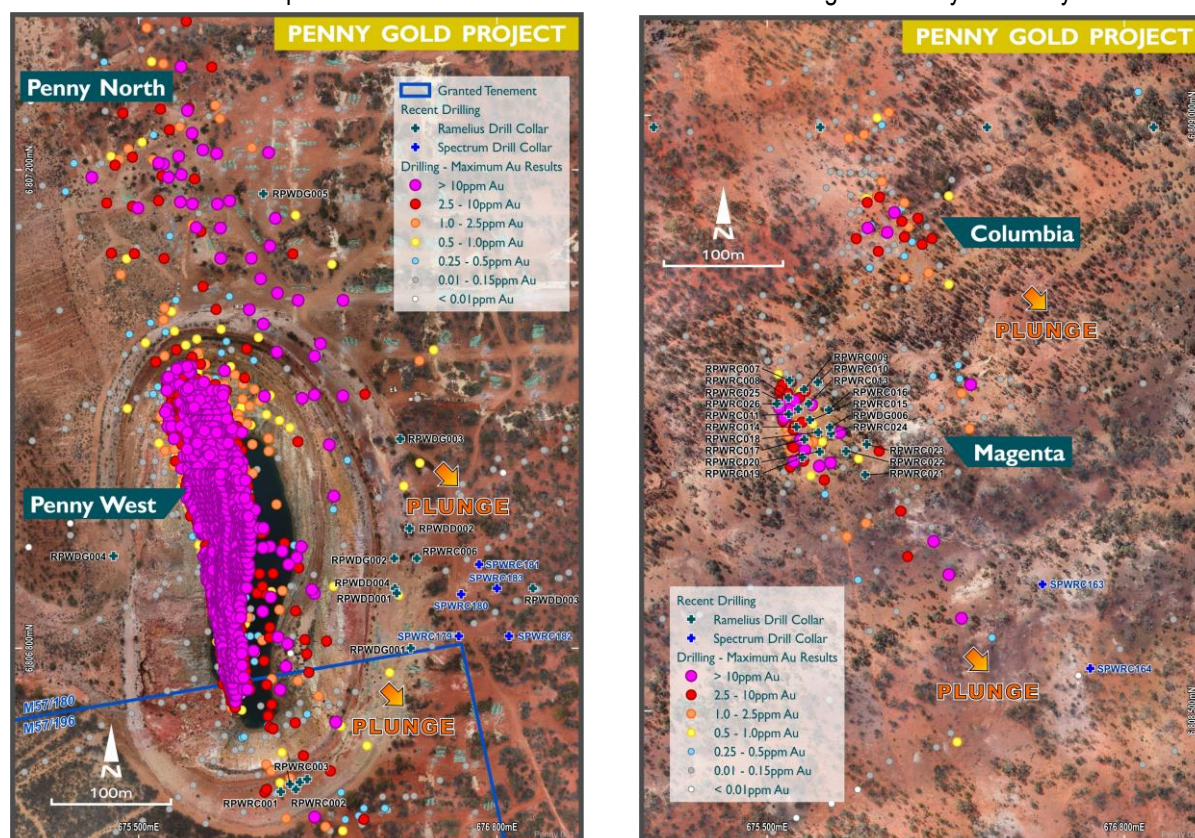 PENNY GOLD PROJECT
Penny North
Granted Tenement
Recent Drilling
Ramelius Drill Collar
Spectrum Drill Collar
Drilling - Maximum Au Results
> 10ppm Au
2.5 - 10ppm Au
1.0 - 2.5ppm Au
0.5 - 1.0ppm Au
0.25 - 0.5ppm Au
0.01 - 0.15ppm Au
< 0.01ppm Au
RPWDG005
RPWDG003
PLUNGE
Penny West
RPWDD002
RPWDG004
RPWDG002
RPWRC006
SPWRC181
SPWRC183
RPWDD004
RPWDD001
SPWRC180
RPWDD003
SPWRC179
SPWRC182
RPWDG001
M57/180
M57/196
PLUNGE
N
100m
RPWRC003
RPWRC001
RPWRC002
675 500mE
PENNY GOLD PROJECT
N
100m
Columbia
PLUNGE
RPWRC009
RPWRC007
RPWRC010
RPWRC008
RPWRC013
RPWRC025
RPWRC016
RPWRC026
RPWRC015
RPWRC011
RPWDG006
RPWRC014
RPWRC024
RPWRC018
RPWRC017
RPWRC023
RPWRC020
RPWRC022
RPWRC019
RPWRC021
Magenta
SPWRC163
SPWRC164
PLUNGE
Recent Drilling
Ramelius Drill Collar
Spectrum Drill Collar
Drilling - Maximum Au Results
> 10ppm Au
2.5 - 10ppm Au
1.0 - 2.5ppm Au
0.5 - 1.0ppm Au
0.25 - 0.5ppm Au
0.01 - 0.15ppm Au
< 0.01ppm Au
675 500mE